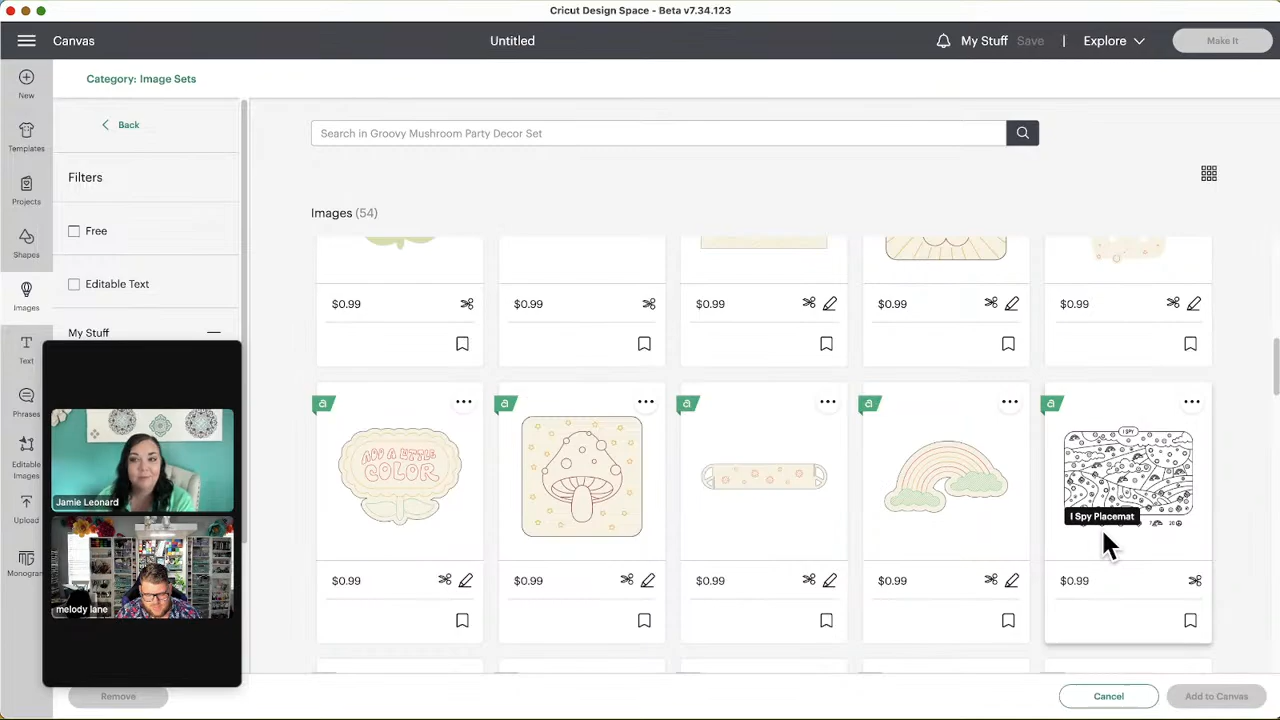 Cricut Design Space - Beta v7.34.123
Canvas
Untitled
My Stuff
Save
|
Explore
Make It
New
Templates
Projects
Shapes
Images
Text
Phrases
Editable
Images
Upload
Monogram
Category: Image Sets
Back
Filters
Free
Editable Text
My Stuff
Jamie Leonard
melody lane
Search in Groovy Mushroom Party Decor Set
Images (54)
$0.99
$0.99
$0.99
$0.99
$0.99
ADD A LITTLE
COLOR
I SPY
I Spy Placemat
$0.99
$0.99
$0.99
$0.99
$0.99
Remove
Cancel
Add to Canvas